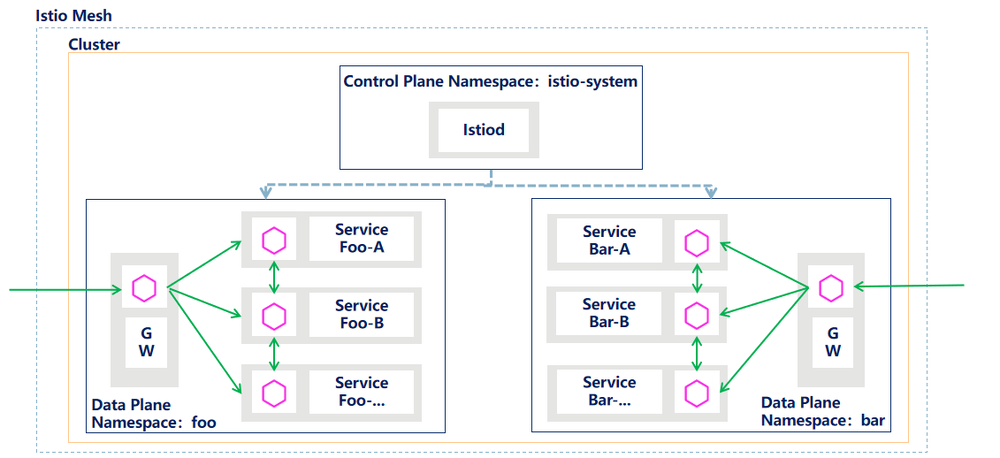 Istio Mesh
Cluster
Control Plane Namespace：istio-system
Istiod
Service
Foo-A
Service
Foo-B
Service
Foo-...
G
W
Data Plane
Namespace：foo
Service
Bar-A
Service
Bar-B
Service
Bar-...
G
W
Data Plane
Namespace：bar